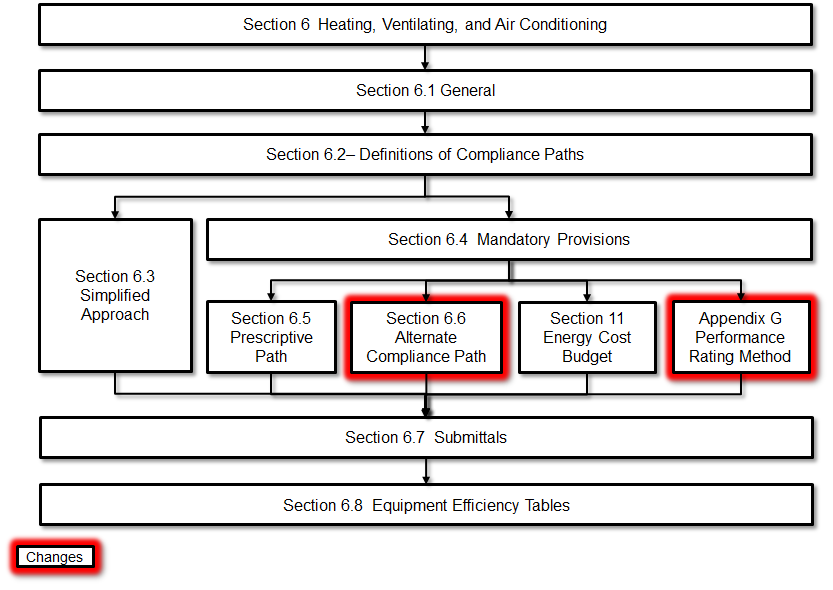 Section 6 Heating, Ventilating, and Air Conditioning
Section 6.1 General
Section 6.2– Definitions of Compliance Paths
Section 6.3
Simplified
Approach
Section 6.4 Mandatory Provisions
Section 6.5
Prescriptive
Path
Section 6.6
Alternate
Compliance Path
Section 11
Energy Cost
Budget
Appendix G
Performance
Rating Method
Section 6.7 Submittals
Section 6.8 Equipment Efficiency Tables
Changes